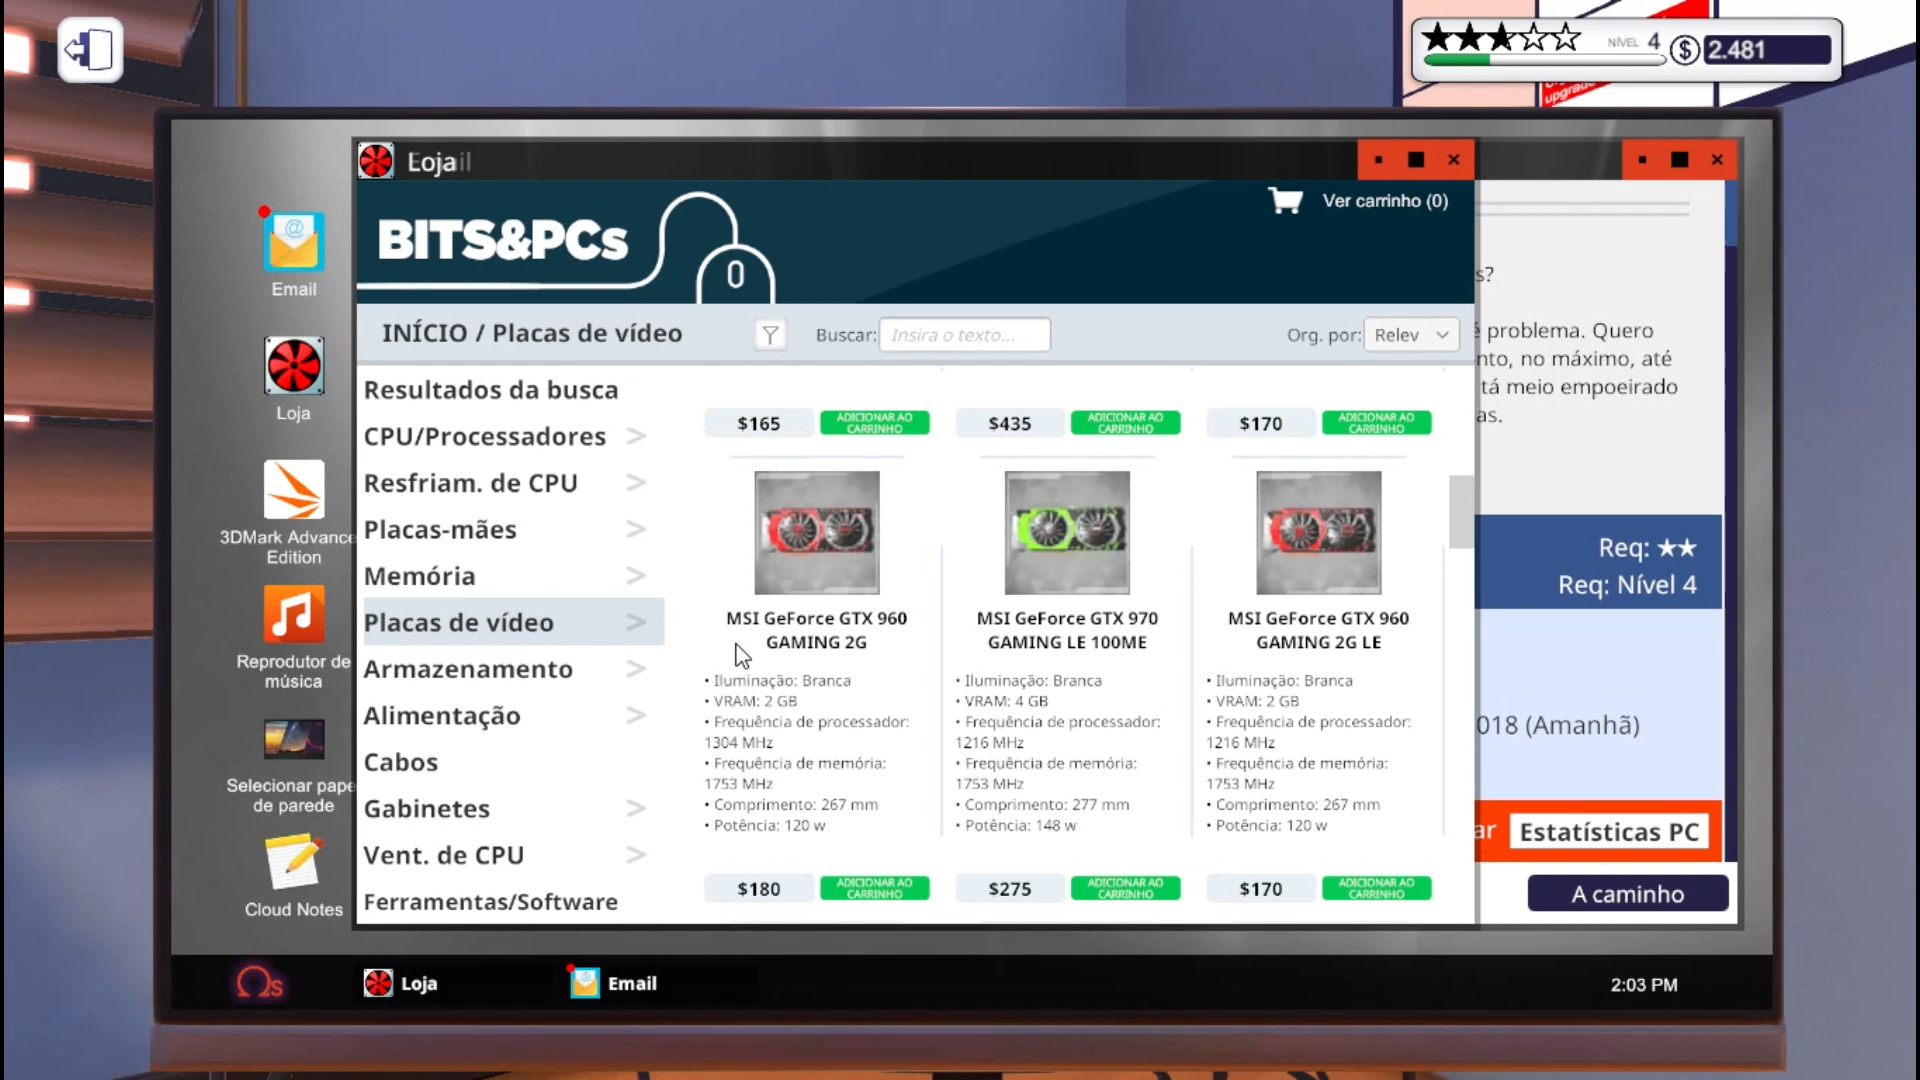 NÍVEL 4
$ 2.481
upgrade
Loja
BITS&PCs
Ver carrinho (0)
INÍCIO / Placas de vídeo
Buscar:
Insira o texto...
Org. por:
Relev
Email
Loja
3DMark Advance
Edition
Reprodutor de
música
Selecionar pape
de parede
Cloud Notes
Resultados da busca
CPU/Processadores >
Resfriam. de CPU >
Placas-mães >
Memória >
Placas de vídeo >
Armazenamento >
Alimentação >
Cabos
Gabinetes >
Vent. de CPU >
Ferramentas/Software
$165
ADICIONAR AO
CARRINHO
$435
ADICIONAR AO
CARRINHO
$170
ADICIONAR AO
CARRINHO
MSI GeForce GTX 960
GAMING 2G
• Iluminação: Branca
• VRAM: 2 GB
• Frequência de processador:
1304 MHz
• Frequência de memória:
1753 MHz
• Comprimento: 267 mm
• Potência: 120 w
$180
ADICIONAR AO
CARRINHO
MSI GeForce GTX 970
GAMING LE 100ME
• Iluminação: Branca
• VRAM: 4 GB
• Frequência de processador:
1216 MHz
• Frequência de memória:
1753 MHz
• Comprimento: 277 mm
• Potência: 148 w
$275
ADICIONAR AO
CARRINHO
MSI GeForce GTX 960
GAMING 2G LE
• Iluminação: Branca
• VRAM: 2 GB
• Frequência de processador:
1216 MHz
• Frequência de memória:
1753 MHz
• Comprimento: 267 mm
• Potência: 120 w
$170
ADICIONAR AO
CARRINHO
s?
é problema. Quero
nto, no máximo, até
tá meio empoeirado
as.
Req: ★★
Req: Nível 4
018 (Amanhã)
ar
Estatísticas PC
A caminho
Loja
Email
2:03 PM